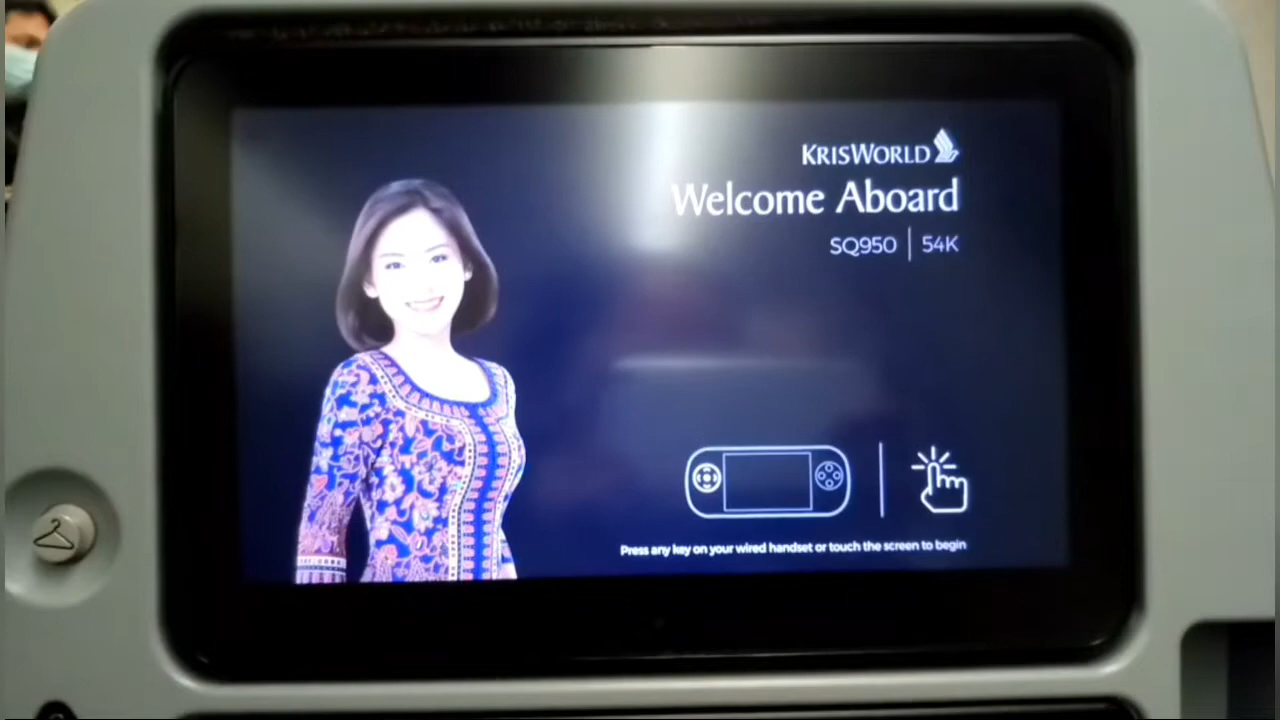 KRISWORLD
Welcome Aboard
SQ950 | 54K
Press any key on your wired handset or touch the screen to begin